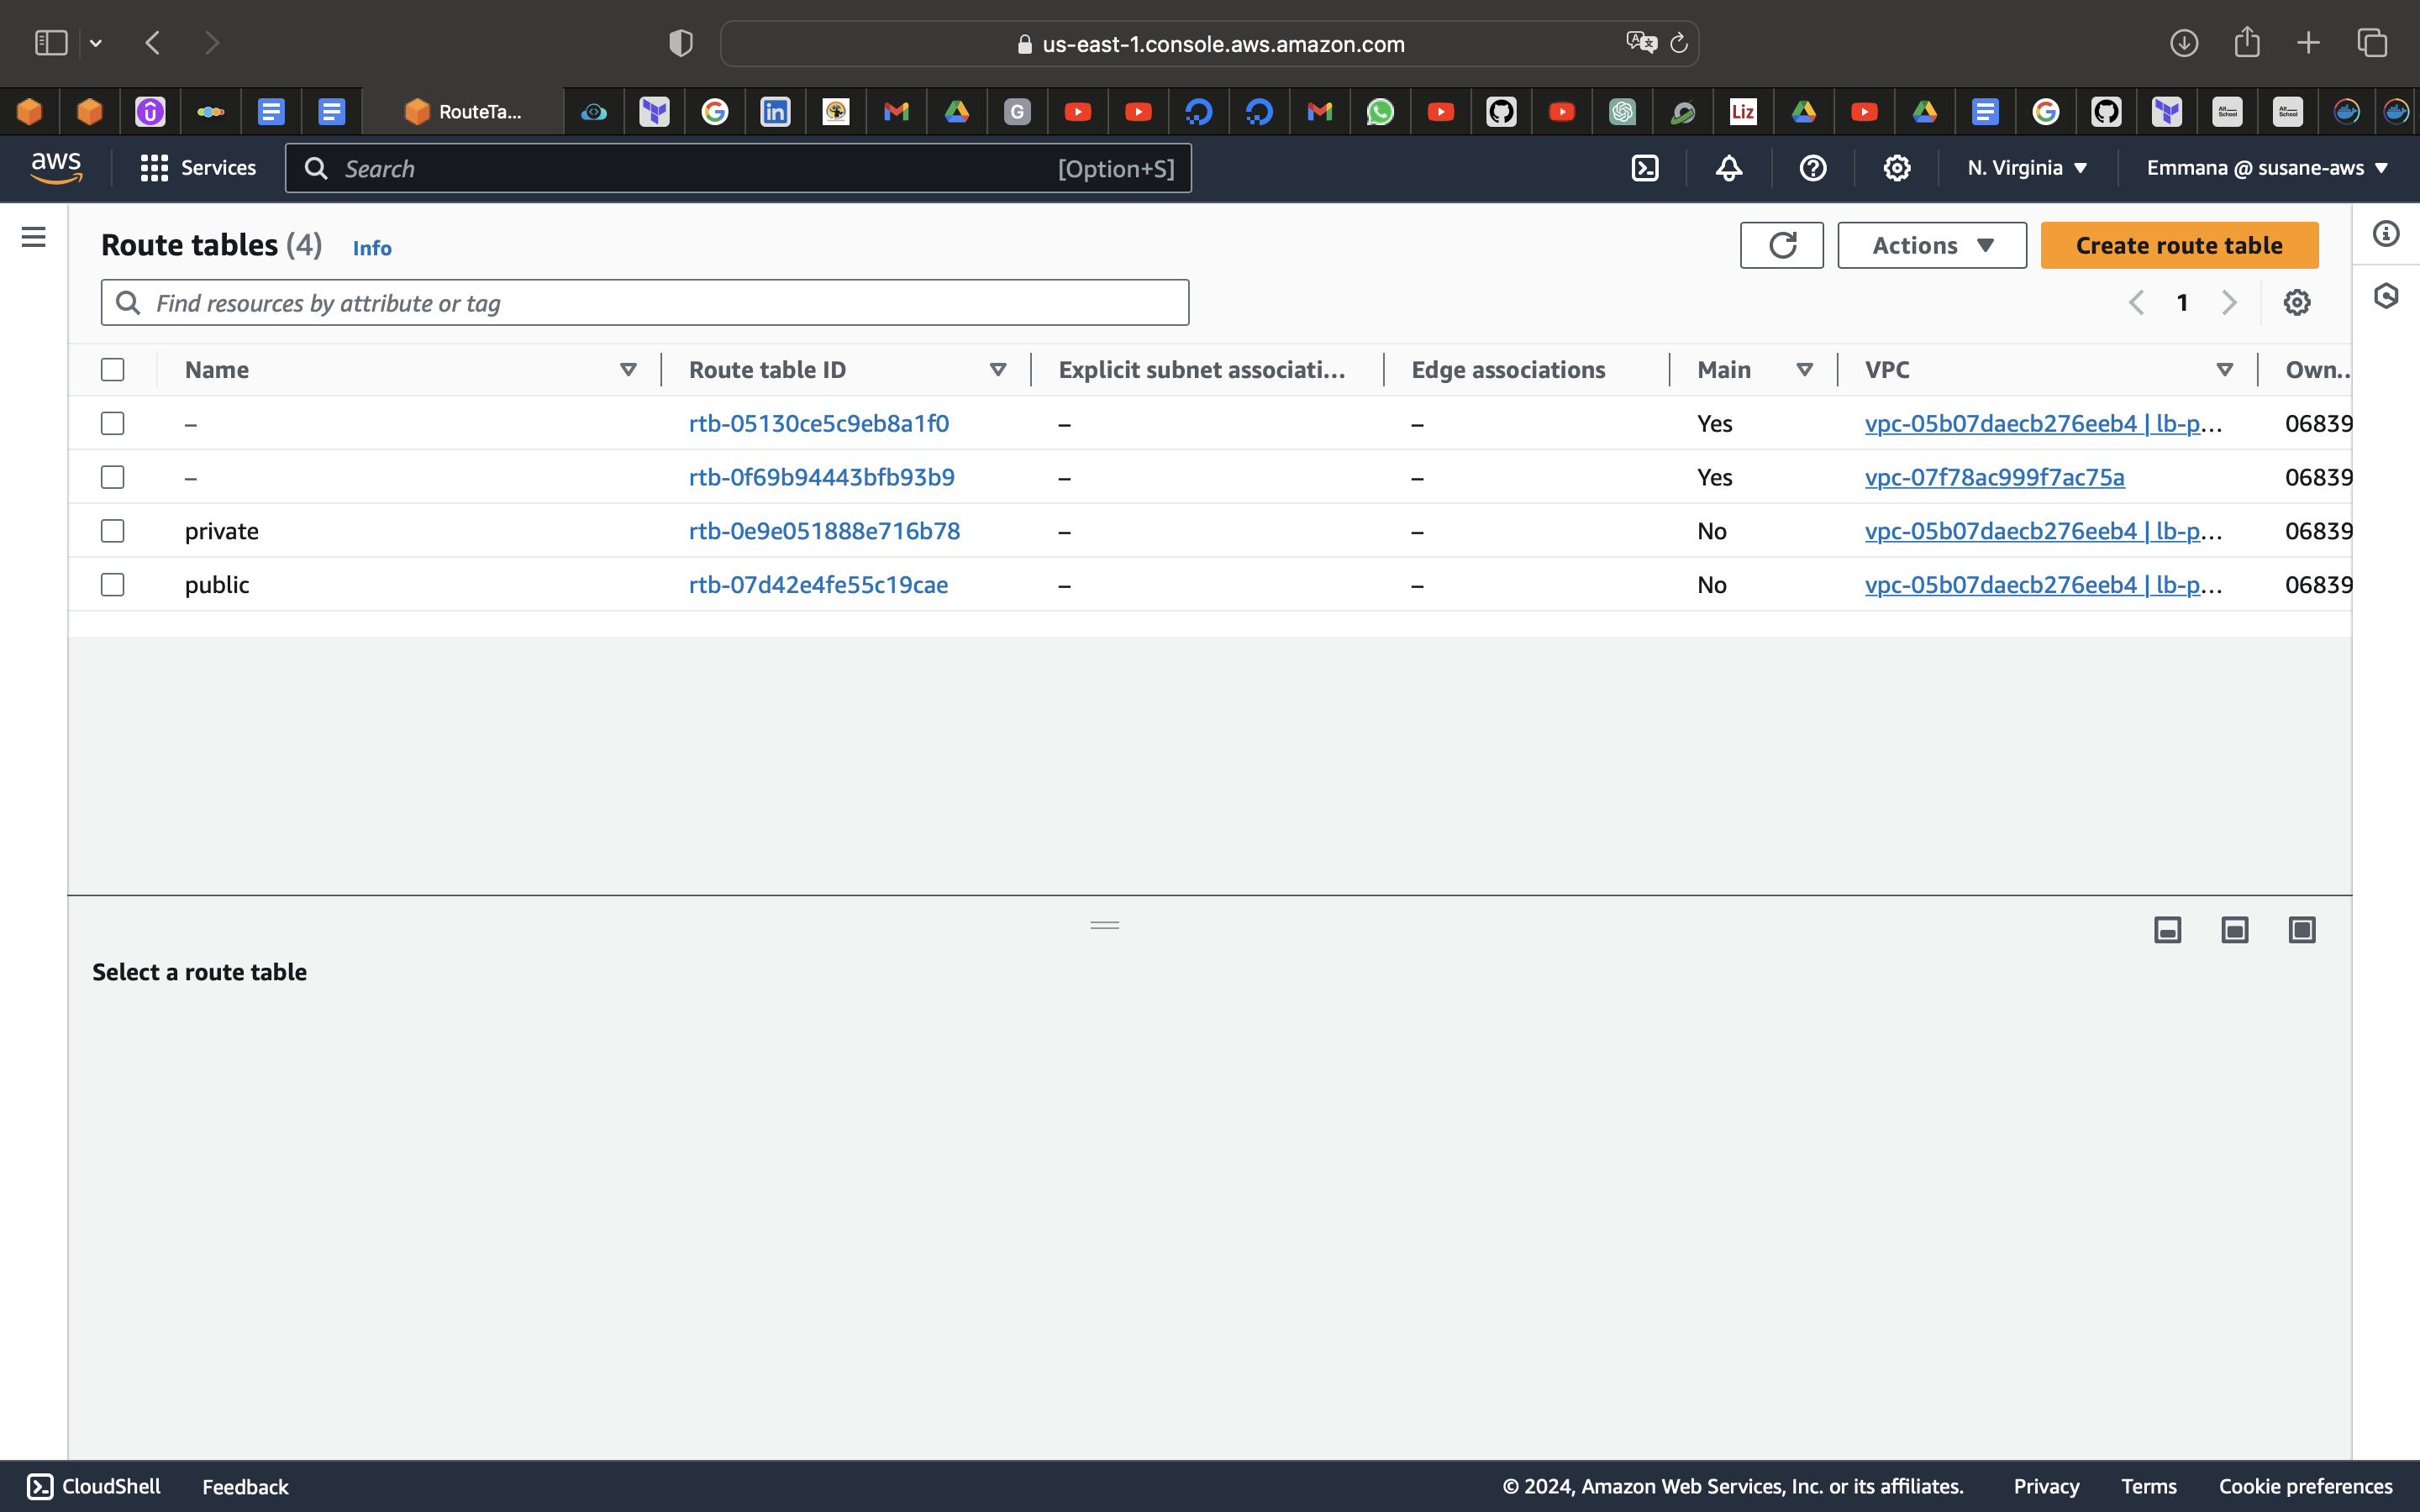 us-east-1.console.aws.amazon.com
RouteTa...
G
Liz
aws
Services
Search
[Option+S]
N. Virginia
Emmana @ susane-aws
Route tables (4)
Info
Actions
Create route table
Find resources by attribute or tag
1
Name
Route table ID
Explicit subnet associati...
Edge associations
Main
VPC
Own..
– rtb-05130ce5c9eb8a1f0 – – Yes vpc-05b07daecb276eeb4 | lb-p... 06839
– rtb-0f69b94443bfb93b9 – – Yes vpc-07f78ac999f7ac75a 06839
private rtb-0e9e051888e716b78 – – No vpc-05b07daecb276eeb4 | lb-p... 06839
public rtb-07d42e4fe55c19cae – – No vpc-05b07daecb276eeb4 | lb-p... 06839
Select a route table
CloudShell
Feedback
© 2024, Amazon Web Services, Inc. or its affiliates.
Privacy
Terms
Cookie preferences